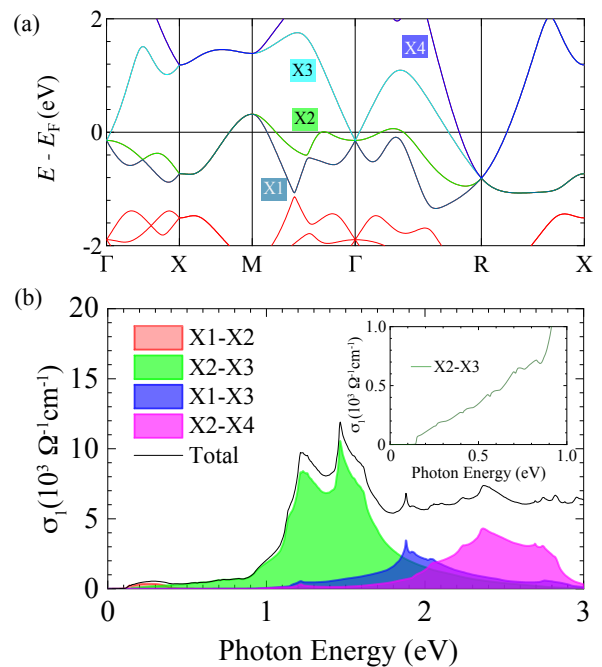 (a)
2
0
-2
E - E_F (eV)
X4
X3
X2
X1
Γ X M Γ R X
(b)
20
15
10
5
0
σ₁(10³ Ω⁻¹cm⁻¹)
X1-X2
X2-X3
X1-X3
X2-X4
Total
1.0
0.5
0
σ₁(10³ Ω⁻¹cm⁻¹)
X2-X3
0.0 0.5 1.0
Photon Energy (eV)
0 1 2 3
Photon Energy (eV)